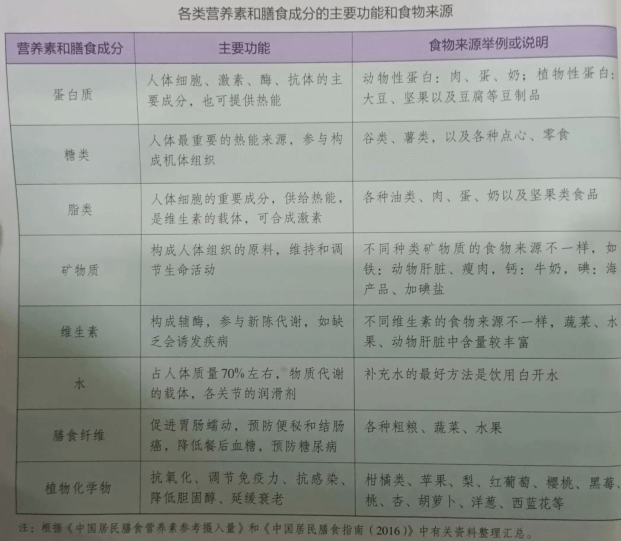 各类营养素和膳食成分的主要功能和食物来源
营养素和膳食成分 主要功能 食物来源举例或说明
蛋白质
人体细胞、激素、酶、抗体的主
要成分，也可提供热能
动物性蛋白：肉、蛋、奶；植物性蛋白：
大豆、坚果以及豆腐等豆制品
糖类
人体最重要的热能来源，参与构
成机体组织
谷类、薯类，以及各种点心、零食
脂类
人体细胞的重要成分，供给热能，
是维生素的载体，可合成激素
各种油类、肉、蛋、奶以及坚果类食品
矿物质
构成人体组织的原料，维持和调
节生命活动
不同种类矿物质的食物来源不一样，如
铁：动物肝脏、瘦肉，钙：牛奶，碘：海
产品、加碘盐
维生素
构成辅酶，参与新陈代谢，如缺
乏会诱发疾病
不同维生素的食物来源不一样，蔬菜、水
果、动物肝脏中含量较丰富
水
占人体质量70%左右，物质代谢
的载体，各关节的润滑剂
补充水的最好方法是饮用白开水
膳食纤维
促进胃肠蠕动，预防便秘和结肠
癌，降低餐后血糖，预防糖尿病
各种粗粮、蔬菜、水果
植物化学物
抗氧化、调节免疫力、抗感染、
降低胆固醇、延缓衰老
柑橘类、苹果、梨、红葡萄、樱桃、黑莓、
桃、杏、胡萝卜、洋葱、西蓝花等
注：根据《中国居民膳食营养素参考摄入量》和《中国居民膳食指南（2016）》中有关资料整理汇总。